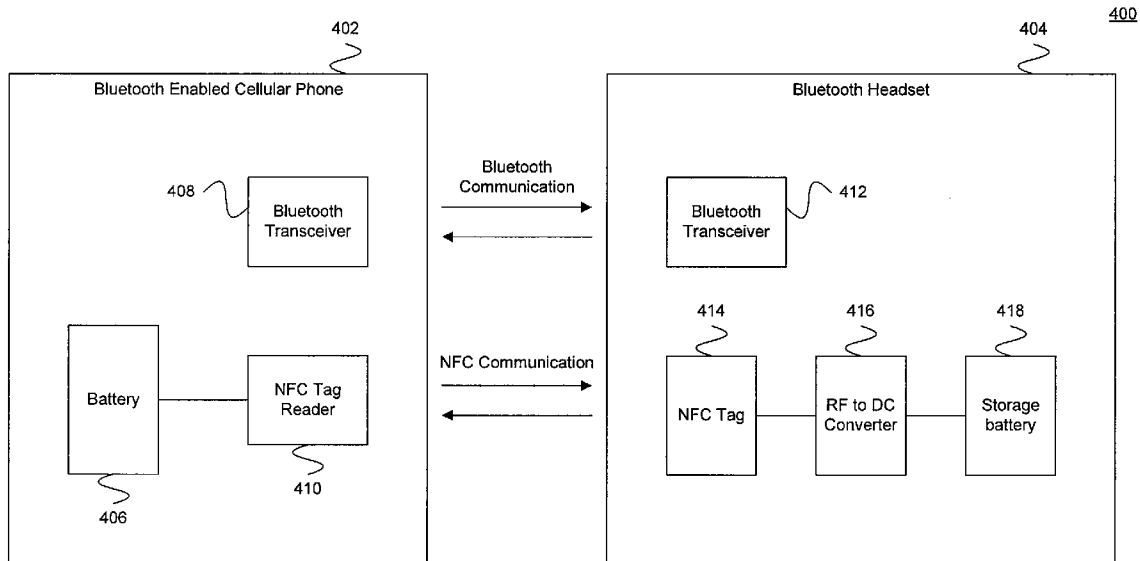 400
402
404
Bluetooth Enabled Cellular Phone
Bluetooth Headset
408
Bluetooth
Transceiver
Bluetooth
Communication
Bluetooth
Transceiver
412
414
416
418
Battery
NFC Tag
Reader
NFC Communication
NFC Tag
RF to DC
Converter
Storage
battery
406
410